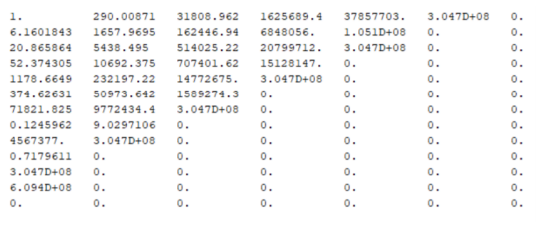 1. 290.00871 31808.962 1625689.4 37857703. 3.047D+08 0.
6.1601843 1657.9695 162446.94 6848056. 1.051D+08 0. 0.
20.865864 5438.495 514025.22 20799712. 3.047D+08 0. 0.
52.374305 10692.375 707401.62 15128147. 0. 0. 0.
1178.6649 232197.22 14772675. 3.047D+08 0. 0. 0.
374.62631 50973.642 1589274.3 0. 0. 0. 0.
71821.825 9772434.4 3.047D+08 0. 0. 0. 0.
0.1245962 9.0297106 0. 0. 0. 0. 0.
4567377. 3.047D+08 0. 0. 0. 0. 0.
0.7179611 0. 0. 0. 0. 0. 0.
3.047D+08 0. 0. 0. 0. 0. 0.
6.094D+08 0. 0. 0. 0. 0. 0.
0. 0. 0. 0. 0. 0. 0.